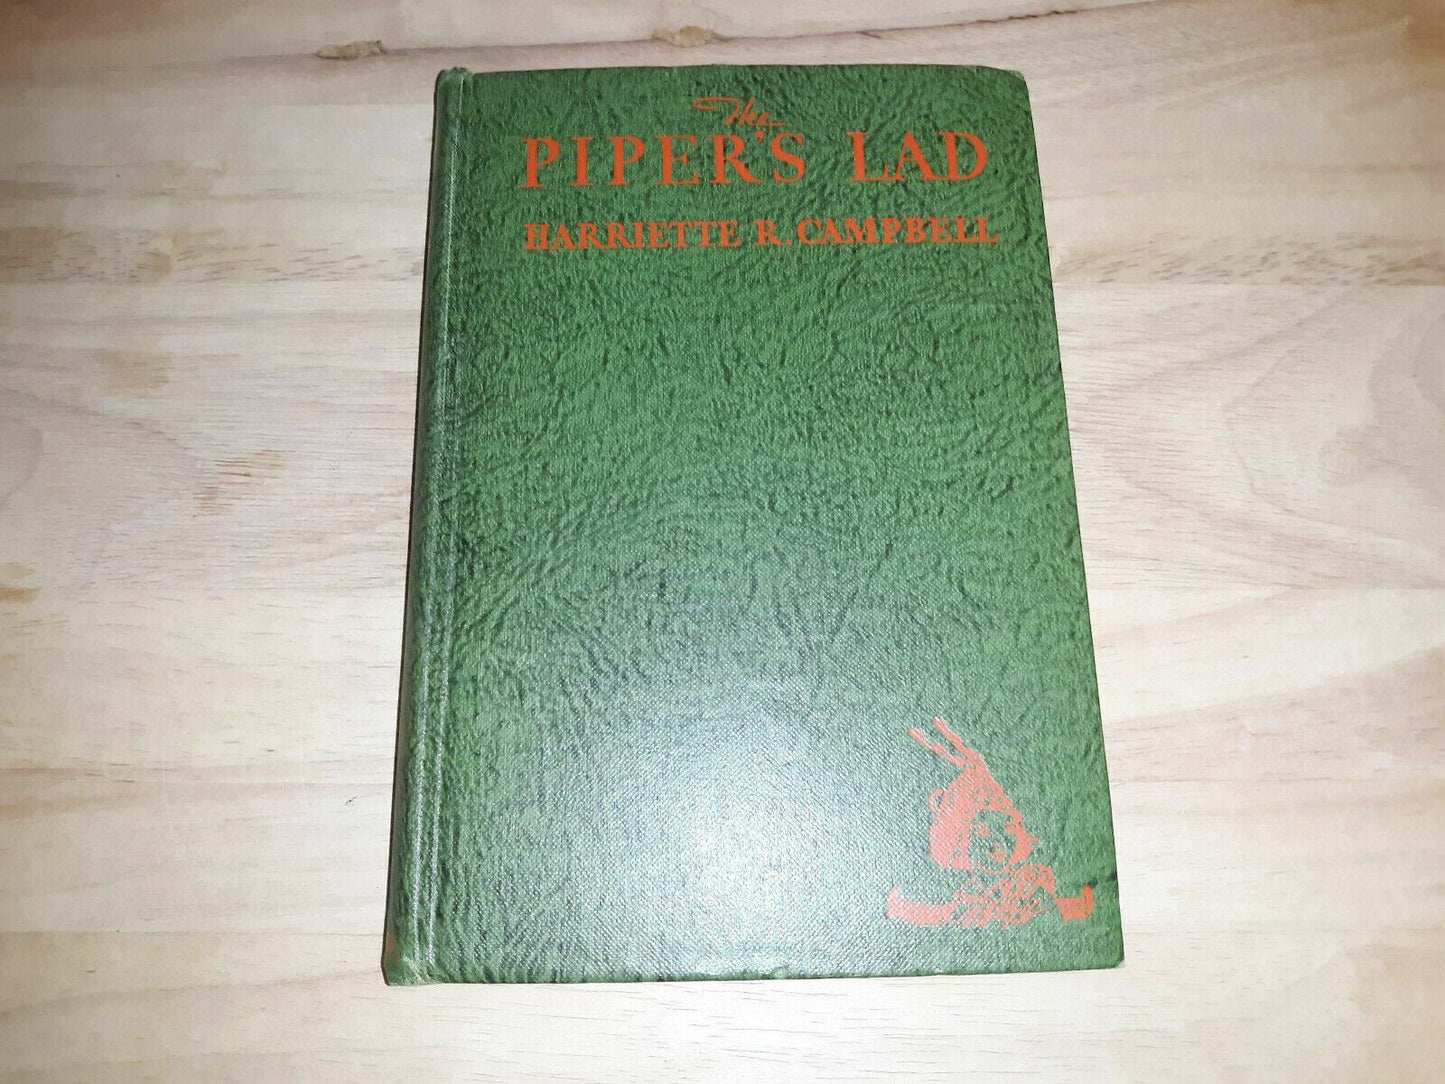 The
PIPER'S LAD
HARRIETTE R. CAMPBELL